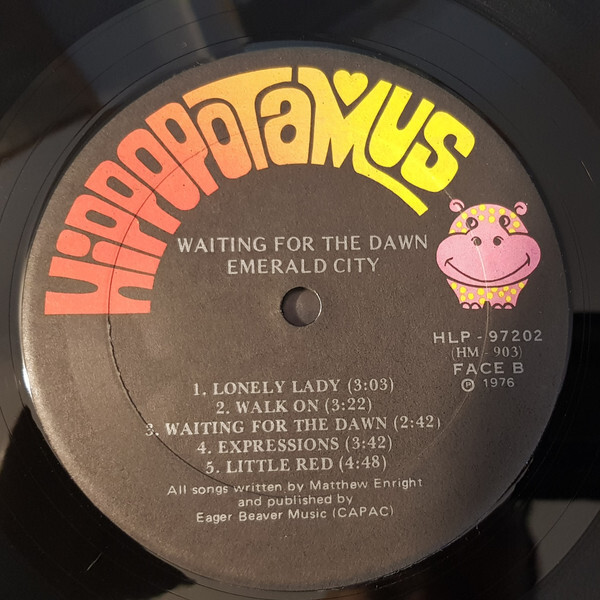 HiPPOPOTaMUS
WAITING FOR THE DAWN
EMERALD CITY
HLP - 97202
(HM - 903)
FACE B
Ⓟ 1976
1. LONELY LADY (3:03)
2. WALK ON (3:22)
3. WAITING FOR THE DAWN (2:42)
4. EXPRESSIONS (3:42)
5. LITTLE RED (4:48)
All songs written by Matthew Enright
and published by
Eager Beaver Music (CAPAC)